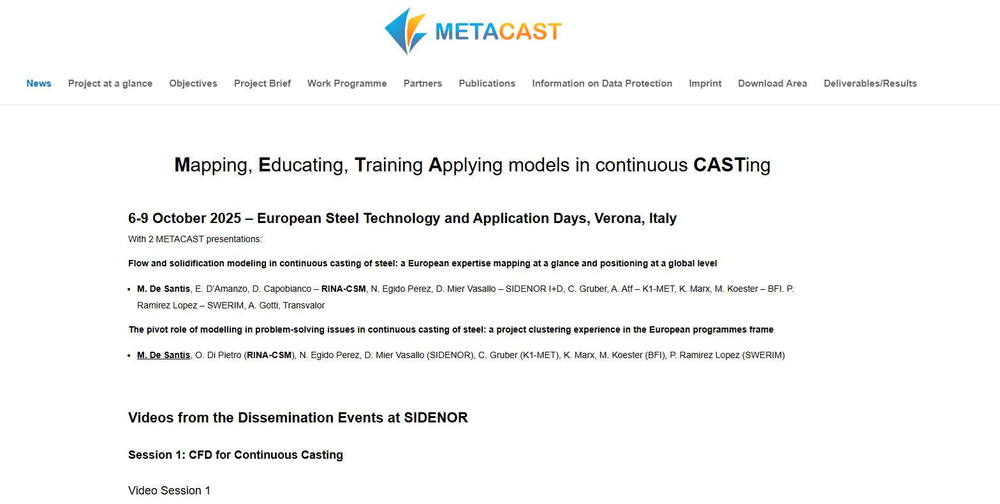 METACAST
News Project at a glance Objectives Project Brief Work Programme Partners Publications Information on Data Protection Imprint Download Area Deliverables/Results
Mapping, Educating, Training Applying models in continuous CASTing
6-9 October 2025 – European Steel Technology and Application Days, Verona, Italy
With 2 METACAST presentations:
Flow and solidification modeling in continuous casting of steel: a European expertise mapping at a glance and positioning at a global level
• M. De Santis, E. D’Amanzo, D. Capobianco – RINA-CSM, N. Egido Perez, D. Mier Vasallo – SIDENOR I+D, C. Gruber, A. Atf – K1-MET, K. Marx, M. Koester – BFI. P.
Ramirez Lopez – SWERIM, A. Gotti, Transvalor
The pivot role of modelling in problem-solving issues in continuous casting of steel: a project clustering experience in the European programmes frame
• M. De Santis, O. Di Pietro (RINA-CSM), N. Egido Perez, D. Mier Vasallo (SIDENOR), C. Gruber (K1-MET), K. Marx, M. Koester (BFI), P. Ramirez Lopez (SWERIM)
Videos from the Dissemination Events at SIDENOR
Session 1: CFD for Continuous Casting
Video Session 1